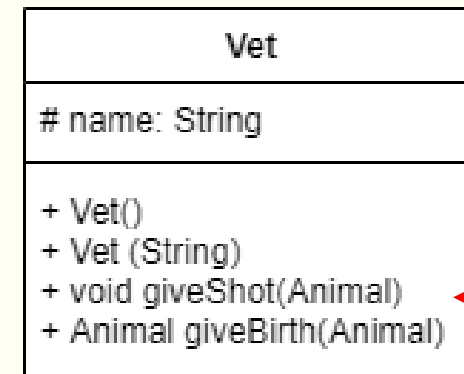 Vet
# name: String
+ Vet()
+ Vet (String)
+ void giveShot(Animal)
+ Animal giveBirth(Animal)